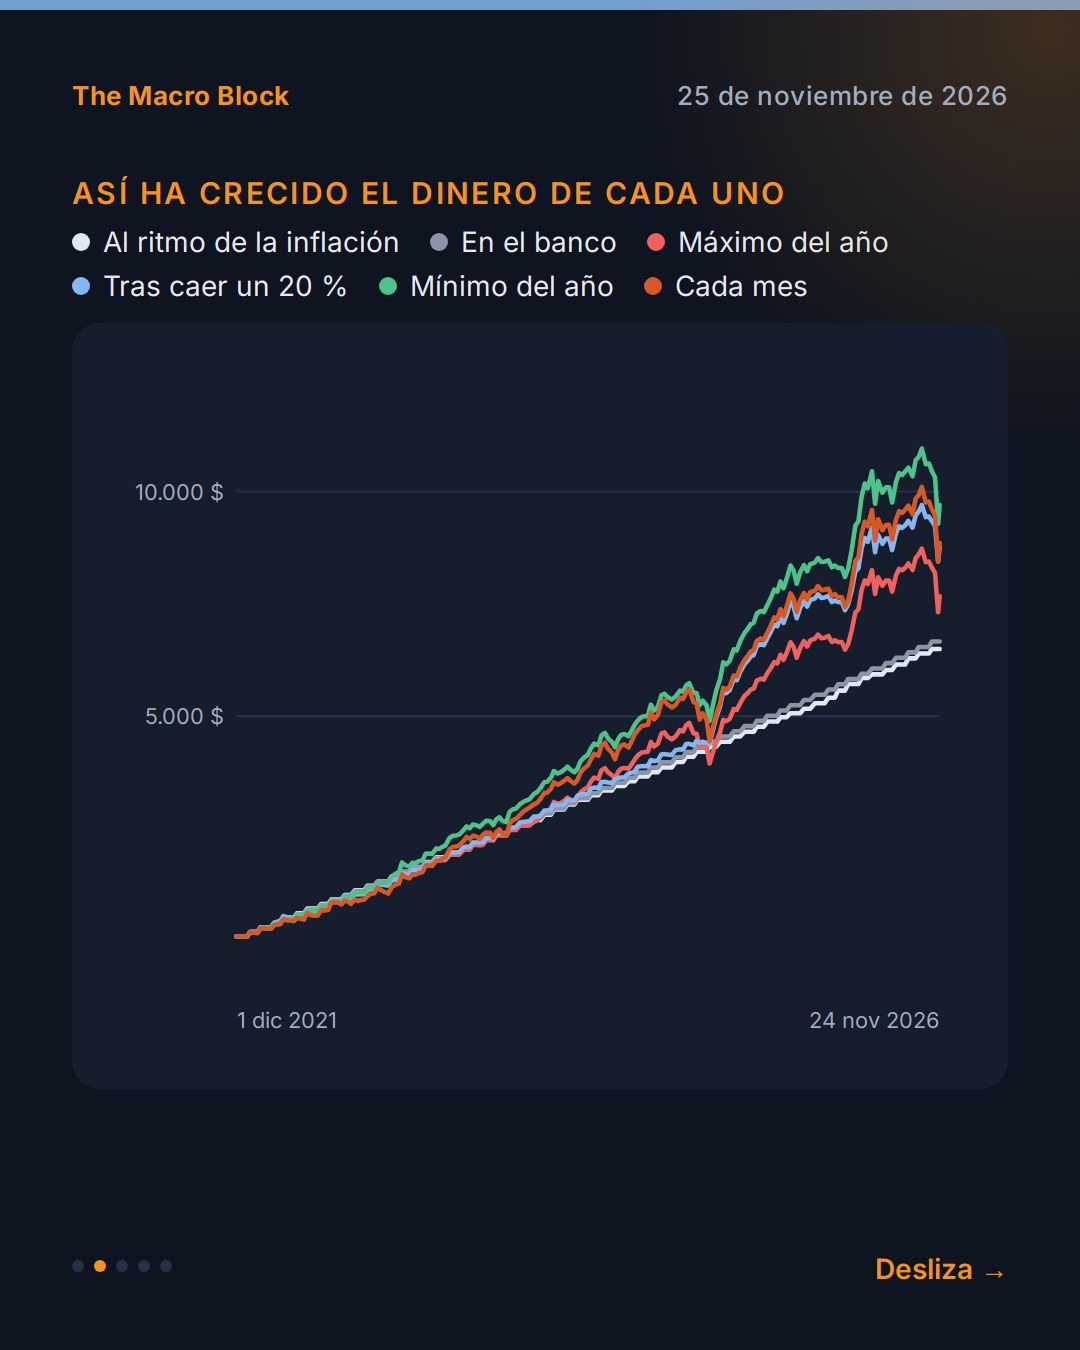 The Macro Block
25 de noviembre de 2026
ASÍ HA CRECIDO EL DINERO DE CADA UNO
Al ritmo de la inflación En el banco Máximo del año
Tras caer un 20 % Mínimo del año Cada mes
10.000 $
5.000 $
1 dic 2021
24 nov 2026
Desliza →